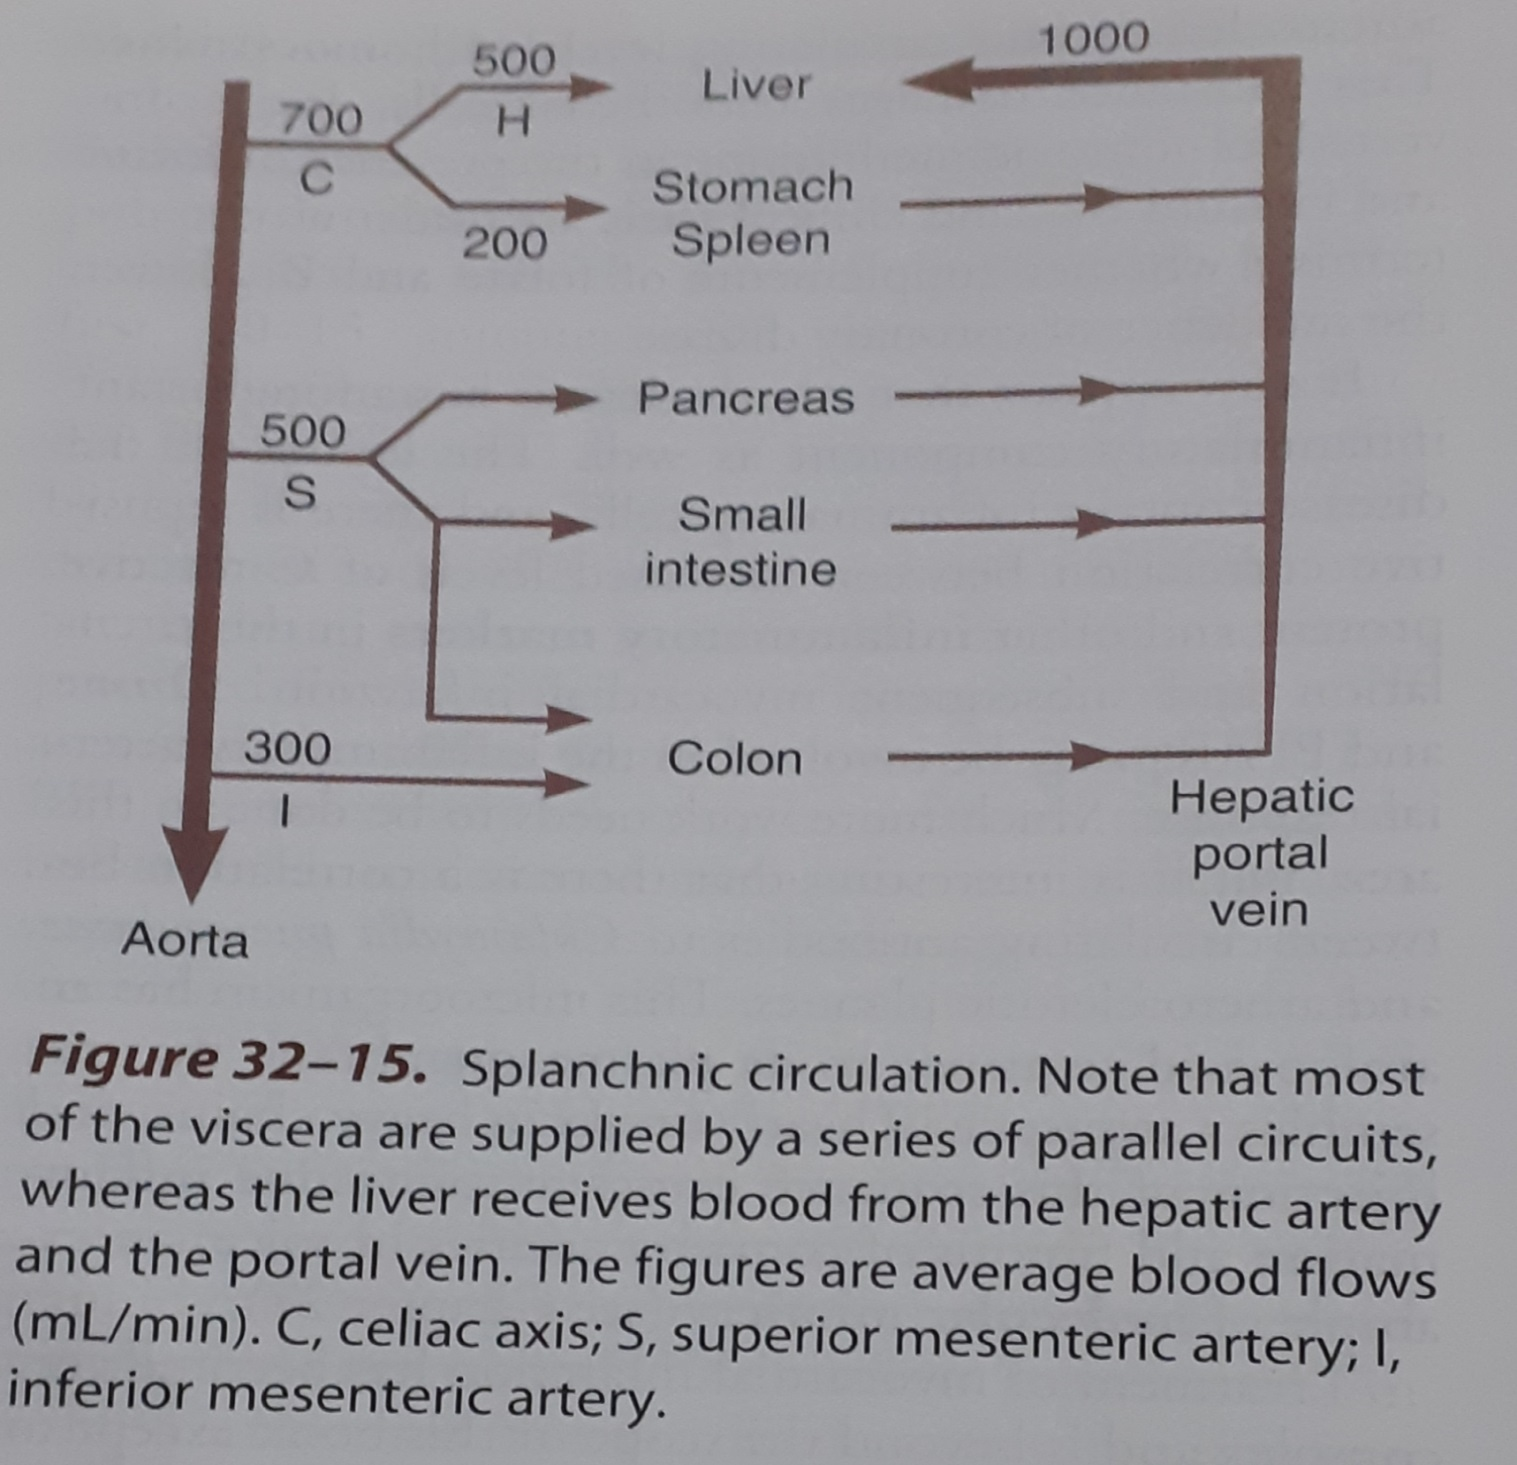 500
1000
Liver
700
H
C
Stomach
200
Spleen
Pancreas
500
S
Small
intestine
300
Colon
I
Hepatic
portal
vein
Aorta
Figure 32–15. Splanchnic circulation. Note that most
of the viscera are supplied by a series of parallel circuits,
whereas the liver receives blood from the hepatic artery
and the portal vein. The figures are average blood flows
(mL/min). C, celiac axis; S, superior mesenteric artery; I,
inferior mesenteric artery.